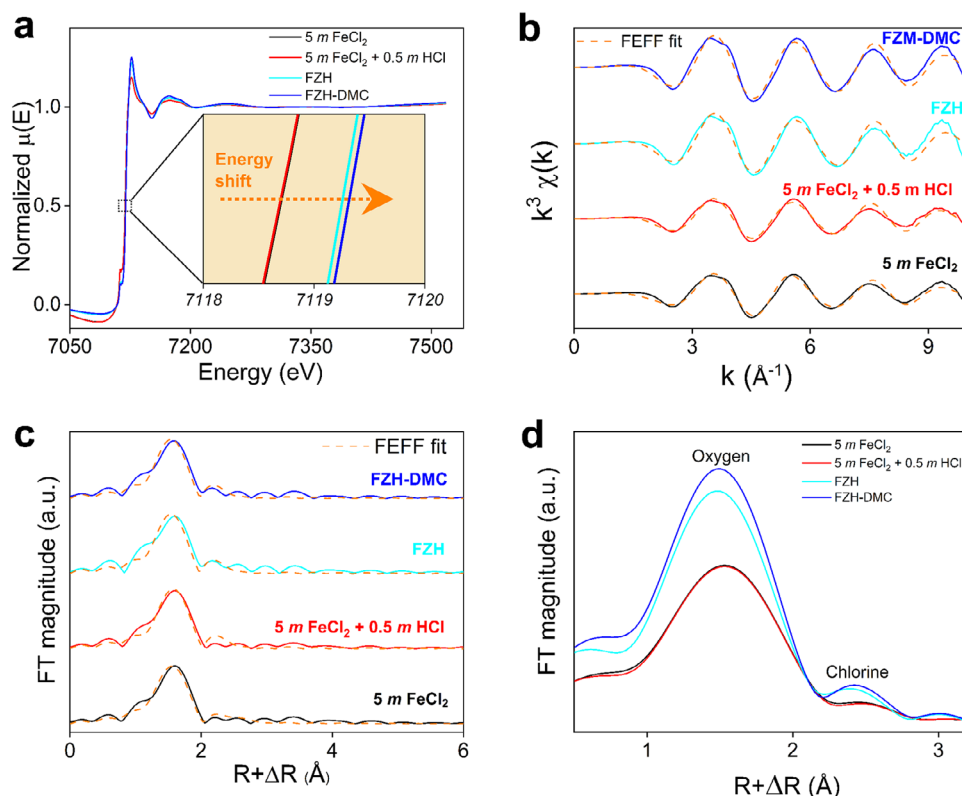 a
Normalized μ(E)
1.0
0.5
0.0
5 m FeCl₂
5 m FeCl₂ + 0.5 m HCl
FZH
FZH-DMC
Energy
shift
7118 7119 7120
7050 7200 7350 7500
Energy (eV)
b
k³ χ(k)
FEFF fit
FZM-DMC
FZH
5 m FeCl₂ + 0.5 m HCl
5 m FeCl₂
0 3 6 9
k (Å⁻¹)
c
FT magnitude (a.u.)
FEFF fit
FZH-DMC
FZH
5 m FeCl₂ + 0.5 m HCl
5 m FeCl₂
0 2 4 6
R+ΔR (Å)
d
FT magnitude (a.u.)
5 m FeCl₂
5 m FeCl₂ + 0.5 m HCl
FZH
FZH-DMC
Oxygen
Chlorine
1 2 3
R+ΔR (Å)